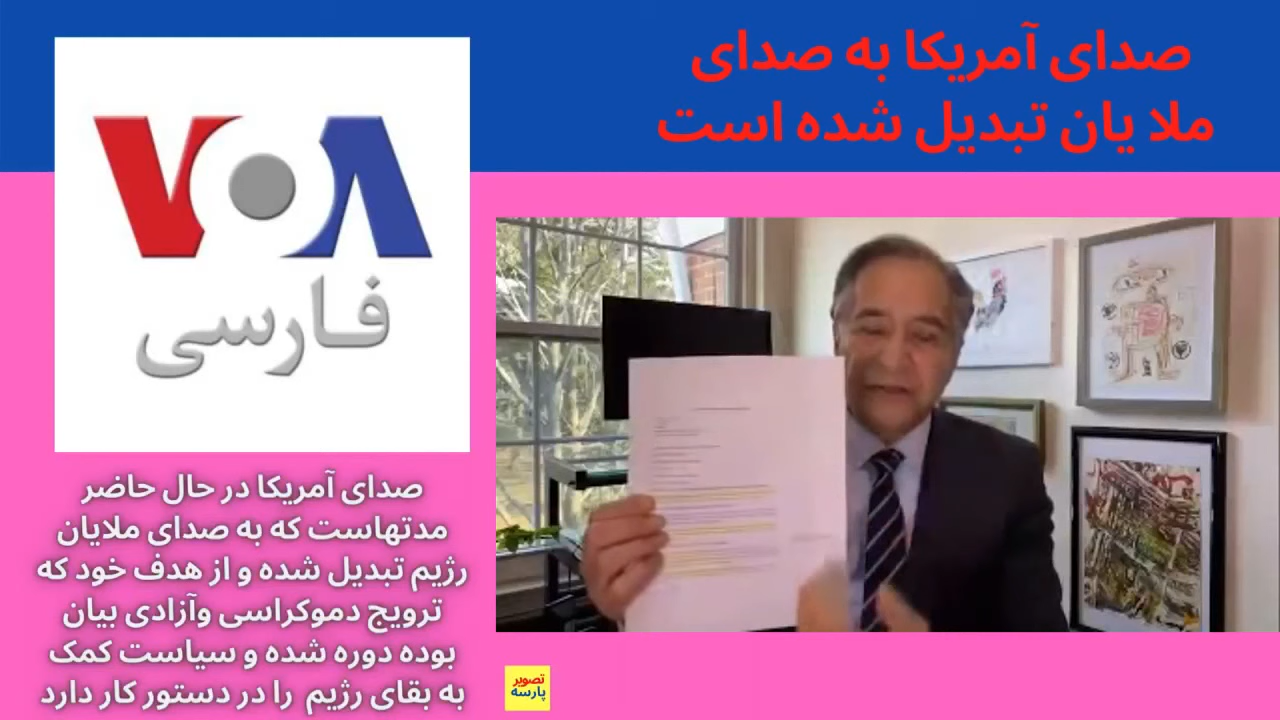 صدای آمریکا به صدای
ملا یان تبدیل شده است
VOA
فارسی
صدای آمریکا در حال حاضر
مدتهاست که به صدای ملایان
رژیم تبدیل شده و از هدف خود که
ترویج دموکراسی وآزادی بیان
بوده دوره شده و سیاست کمک
به بقای رژیم را در دستور کار دارد
تصویر
پارسه